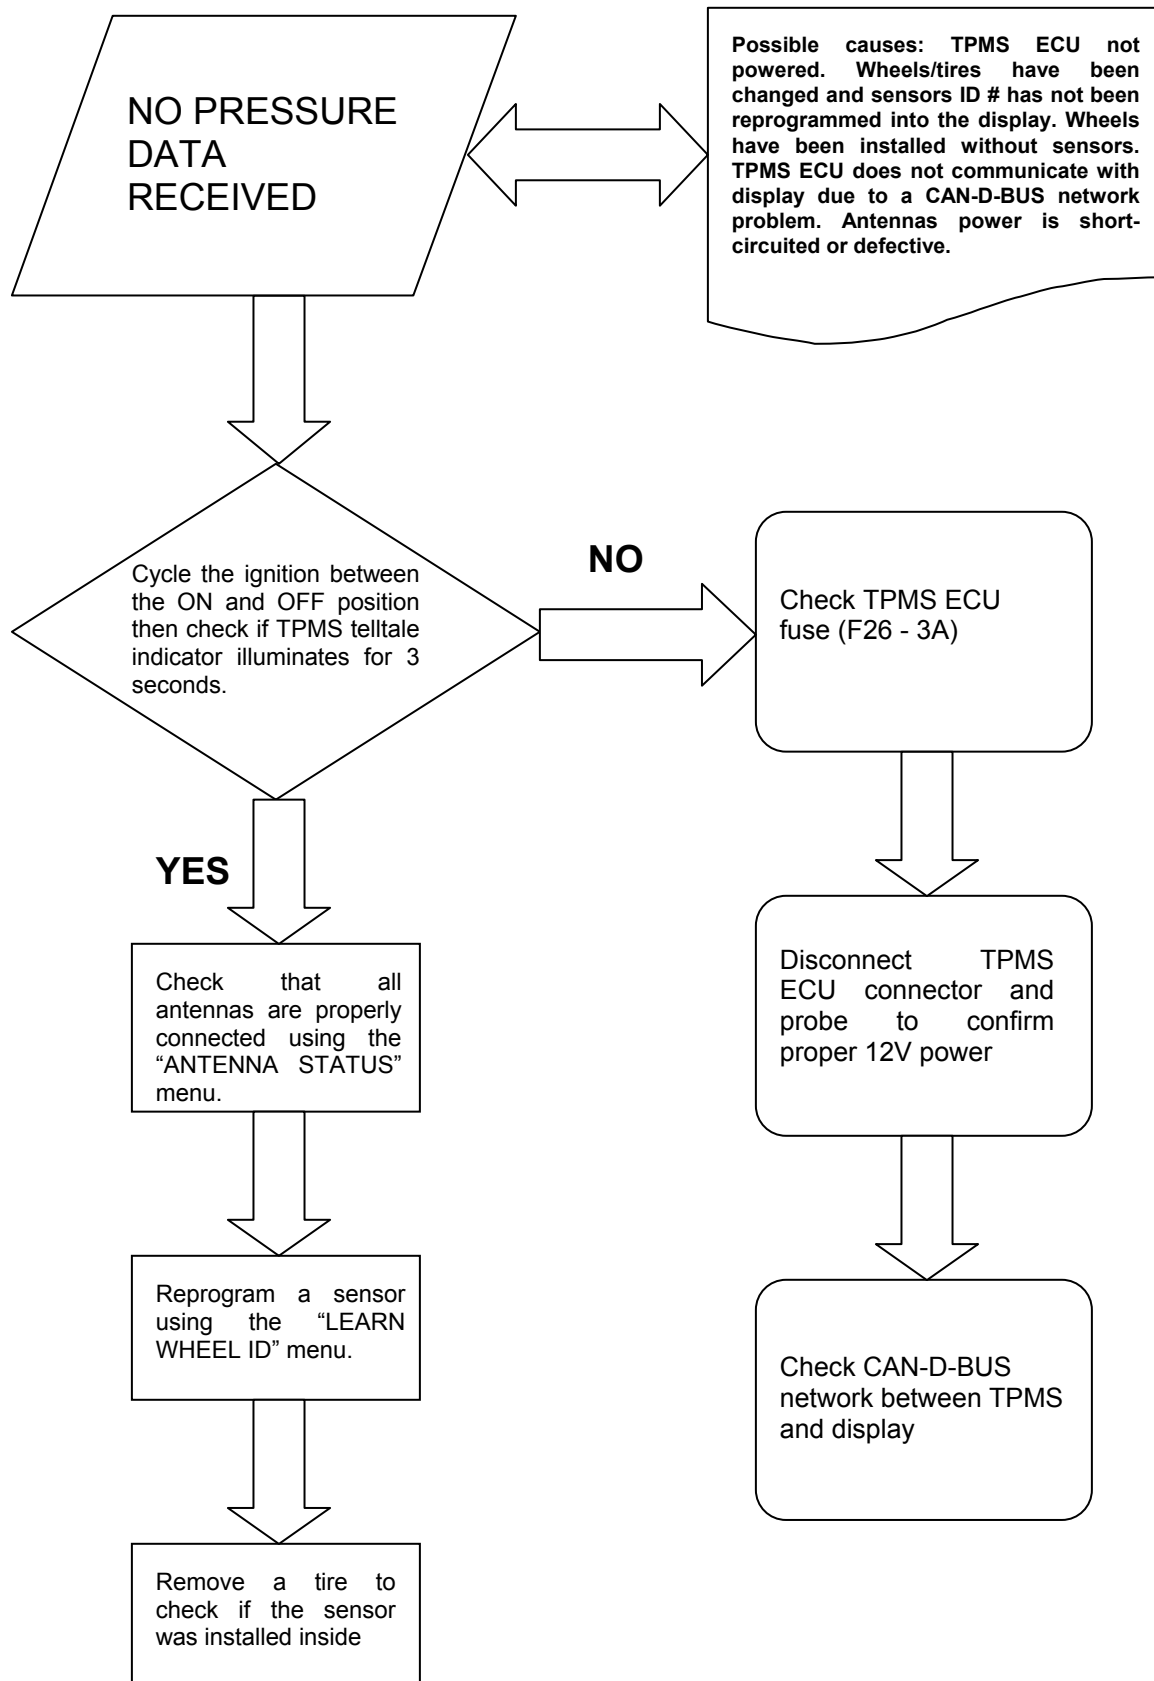 NO PRESSURE
DATA
RECEIVED
Possible causes: TPMS ECU not
powered. Wheels/tires have been
changed and sensors ID # has not been
reprogrammed into the display. Wheels
have been installed without sensors.
TPMS ECU does not communicate with
display due to a CAN-D-BUS network
problem. Antennas power is short-
circuited or defective.
Cycle the ignition between
the ON and OFF position
then check if TPMS telltale
indicator illuminates for 3
seconds.
NO
Check TPMS ECU
fuse (F26 - 3A)
YES
Check that all
antennas are properly
connected using the
“ANTENNA STATUS”
menu.
Disconnect TPMS
ECU connector and
probe to confirm
proper 12V power
Reprogram a sensor
using the “LEARN
WHEEL ID” menu.
Check CAN-D-BUS
network between TPMS
and display
Remove a tire to
check if the sensor
was installed inside